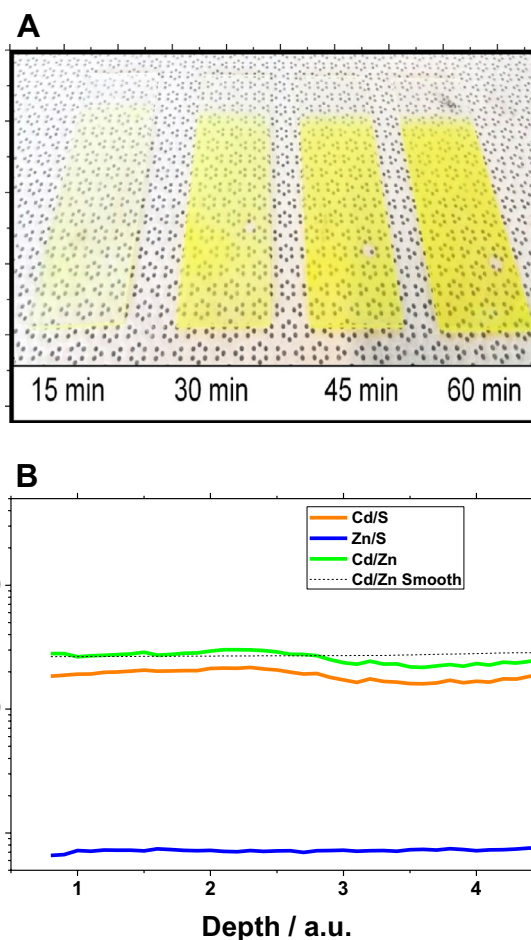 A
15 min 30 min 45 min 60 min
B
Cd/S
Zn/S
Cd/Zn
Cd/Zn Smooth
1 2 3 4
Depth / a.u.